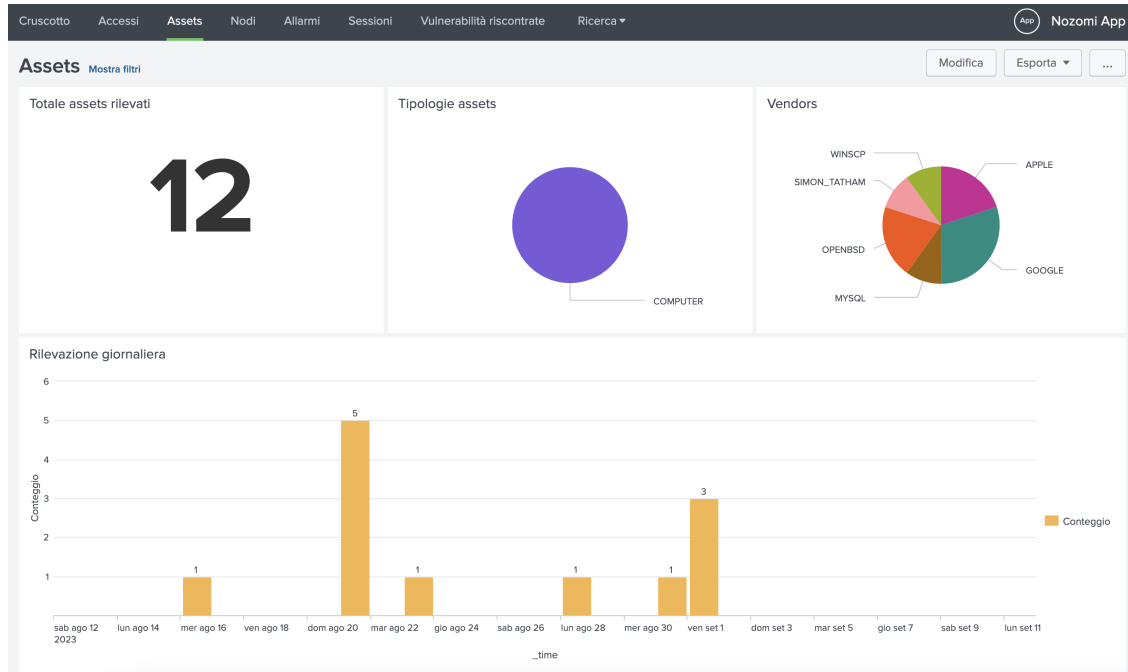 Cruscotto Accessi Assets Nodi Allarmi Sessioni Vulnerabilità riscontrate Ricerca App Nozomi App
Assets Mostra filtri Modifica Esporta ...
Totale assets rilevati
12
Tipologie assets
COMPUTER
Vendors
WINSCP
APPLE
SIMON_TATHAM
OPENBSD
GOOGLE
MYSQL
Rilevazione giornaliera
6
5
4
3
2
1
Conteggio
1
5
1
1
1
3
Conteggio
sab ago 12 lun ago 14 mer ago 16 ven ago 18 dom ago 20 mar ago 22 gio ago 24 sab ago 26 lun ago 28 mer ago 30 ven set 1 dom set 3 mar set 5 gio set 7 sab set 9 lun set 11
2023
_time